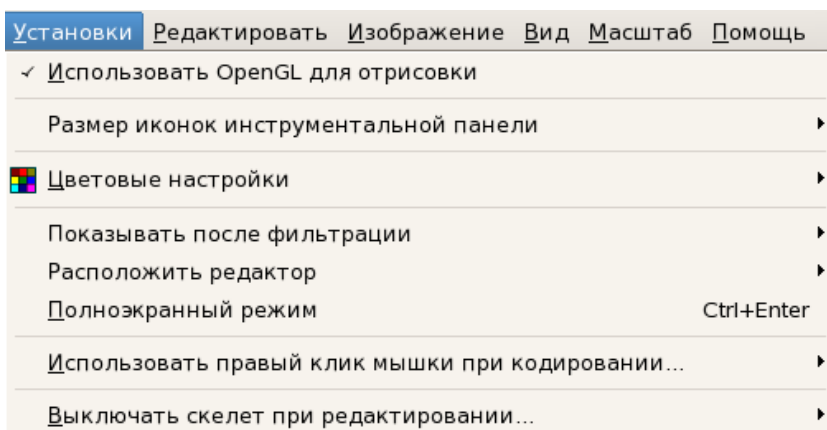 Установки Редактировать Изображение Вид Масштаб Помощь
Использовать OpenGL для отрисовки
Размер иконок инструментальной панели
Цветовые настройки
Показывать после фильтрации
Расположить редактор
Полноэкранный режим Ctrl+Enter
Использовать правый клик мышки при кодировании...
Выключать скелет при редактировании...